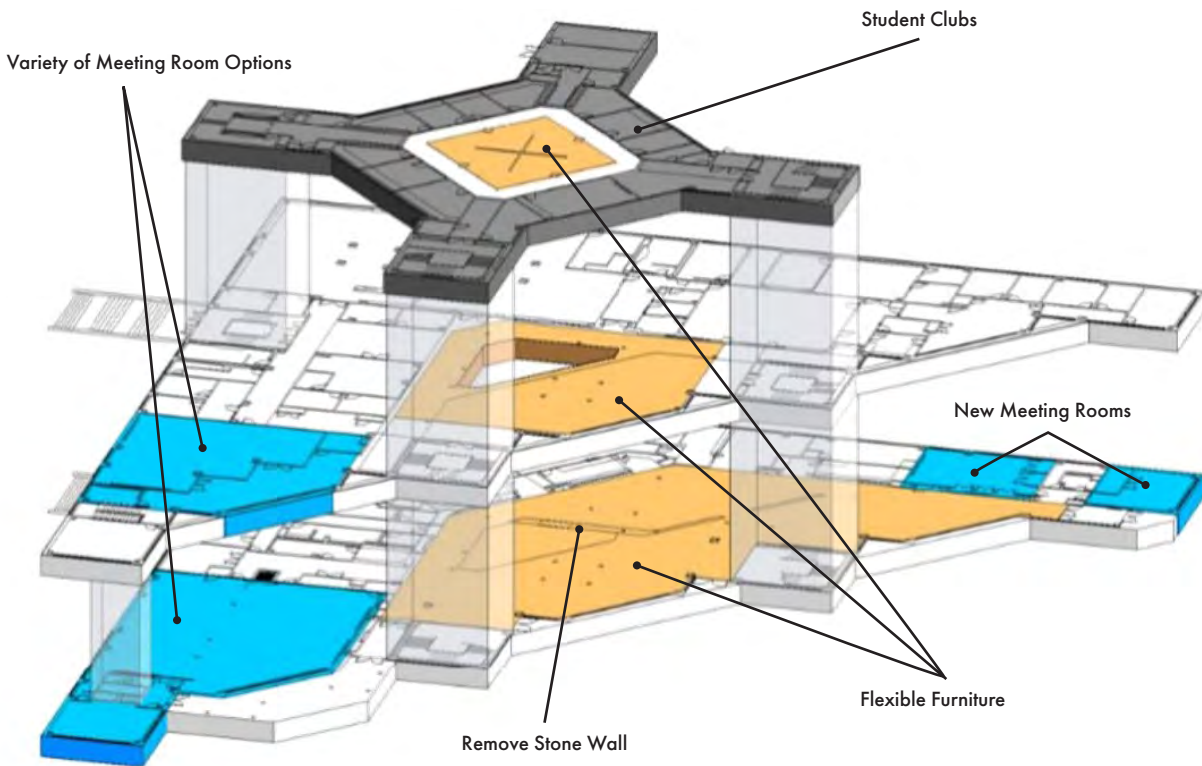 Student Clubs
Variety of Meeting Room Options
New Meeting Rooms
Flexible Furniture
Remove Stone Wall